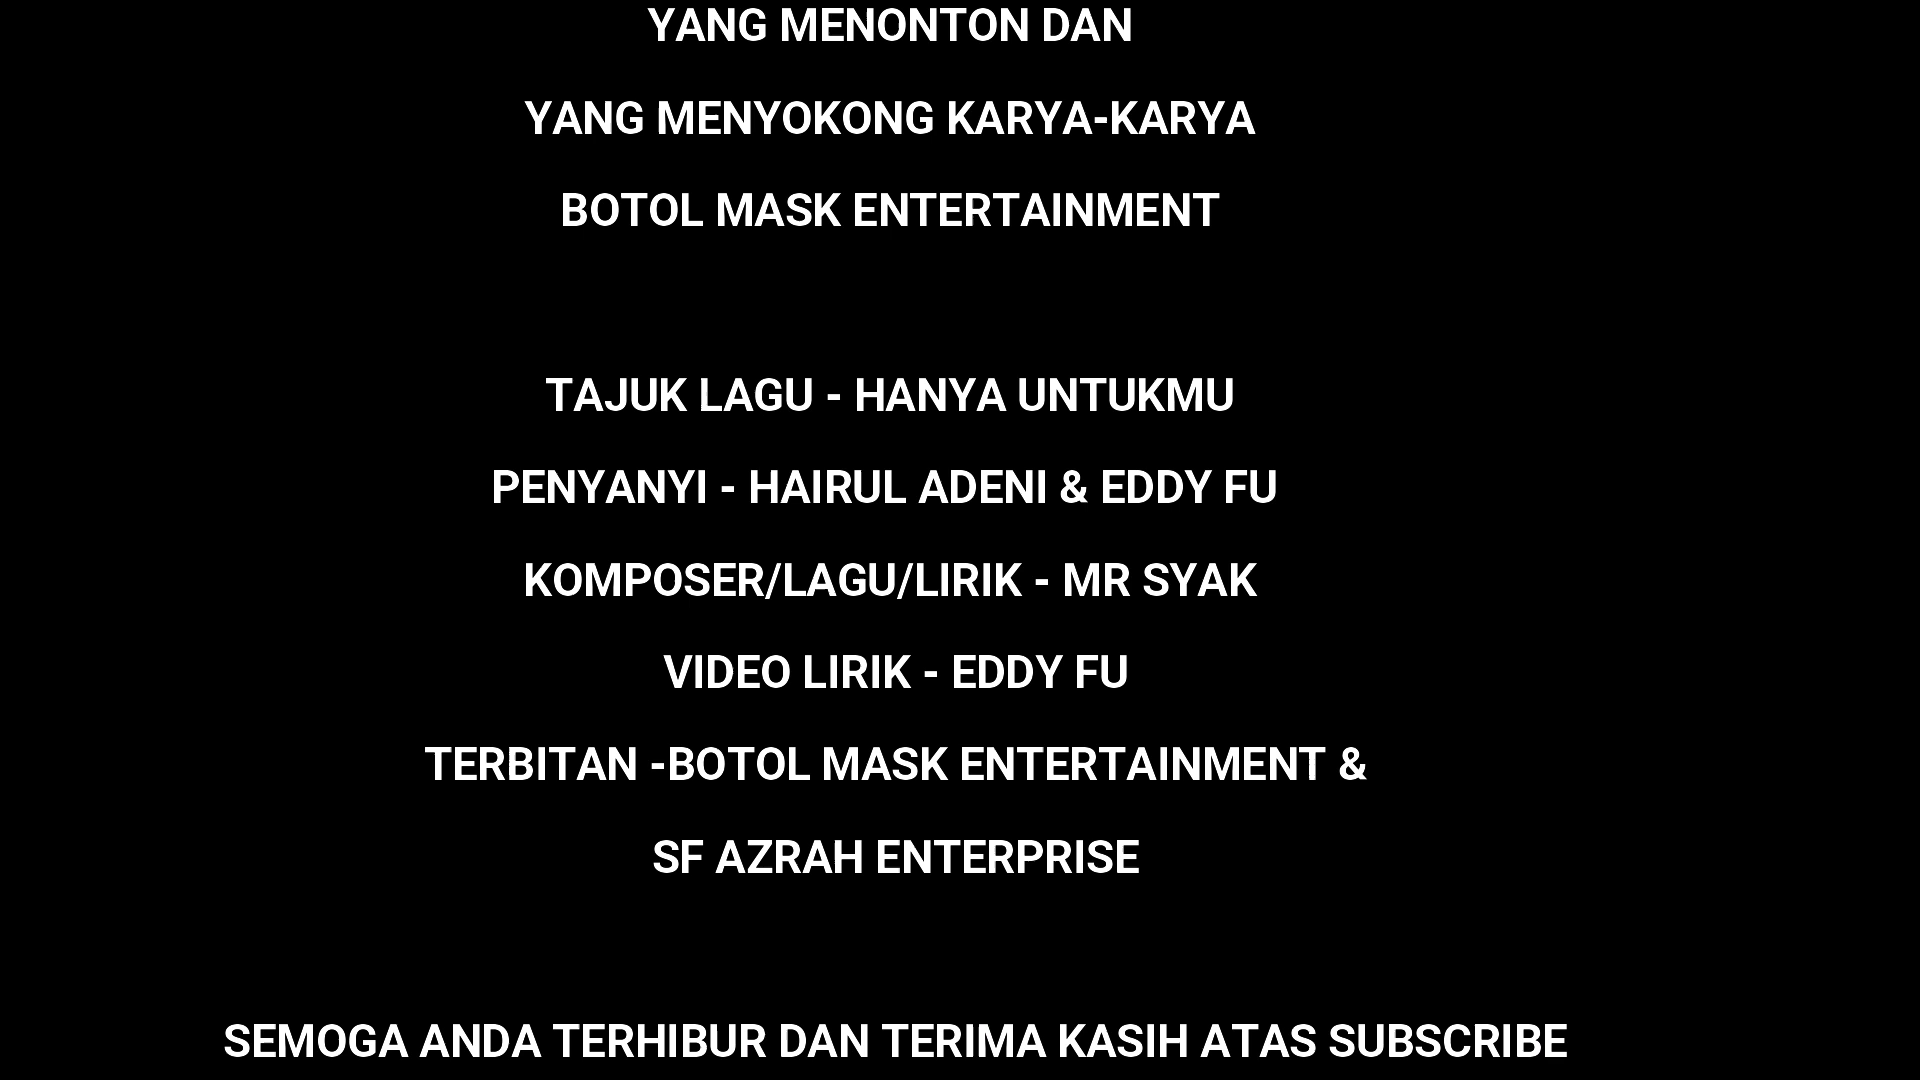 YANG MENONTON DAN
YANG MENYOKONG KARYA-KARYA
BOTOL MASK ENTERTAINMENT
TAJUK LAGU - HANYA UNTUKMU
PENYANYI - HAIRUL ADENI & EDDY FU
KOMPOSER/LAGU/LIRIK - MR SYAK
VIDEO LIRIK - EDDY FU
TERBITAN -BOTOL MASK ENTERTAINMENT &
SF AZRAH ENTERPRISE
SEMOGA ANDA TERHIBUR DAN TERIMA KASIH ATAS SUBSCRIBE